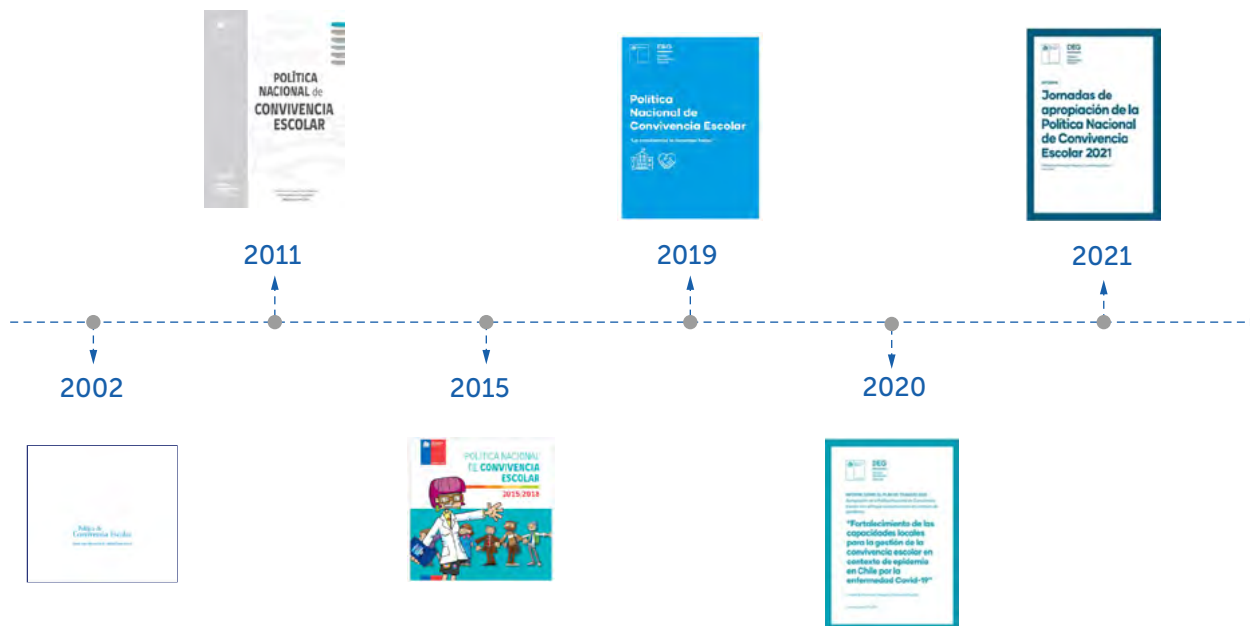 POLÍTICA
NACIONAL de
CONVIVENCIA
ESCOLAR
DEG
Política
Nacional de
Convivencia Escolar
DEG
Jornadas de
apropiación de la
Política Nacional
de Convivencia
Escolar 2021
2011
2019
2021
2002
2015
2020
Política de
Convivencia Escolar
POLÍTICA NACIONAL
DE CONVIVENCIA
ESCOLAR
2015/2018
DEG
"Fortalecimiento de las
capacidades locales
para la gestión de la
convivencia escolar en
contexto de epidemia
en Chile por la
enfermedad Covid-19"